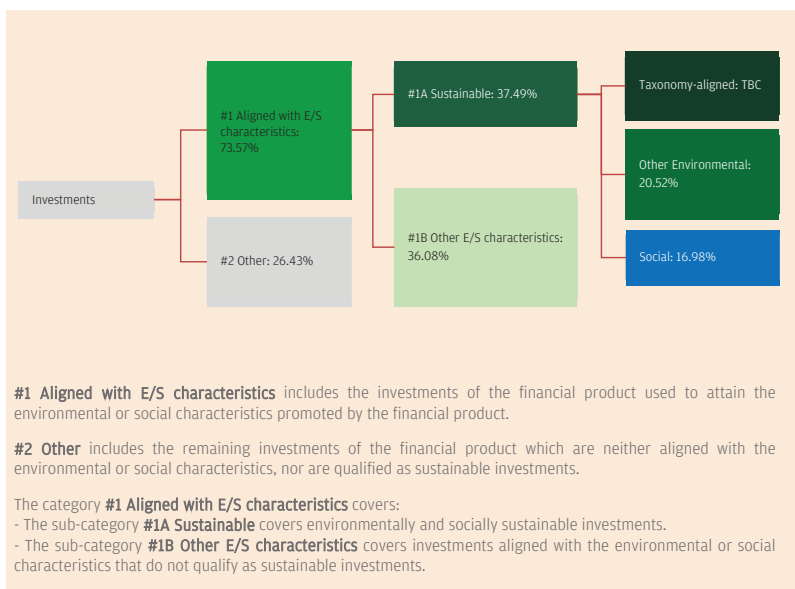 Investments
#1 Aligned with E/S
characteristics:
73.57%
#2 Other: 26.43%
#1A Sustainable: 37.49%
#1B Other E/S characteristics:
36.08%
Taxonomy-aligned: TBC
Other Environmental:
20.52%
Social: 16.98%
#1 Aligned with E/S characteristics includes the investments of the financial product used to attain the
environmental or social characteristics promoted by the financial product.
#2 Other includes the remaining investments of the financial product which are neither aligned with the
environmental or social characteristics, nor are qualified as sustainable investments.
The category #1 Aligned with E/S characteristics covers:
- The sub-category #1A Sustainable covers environmentally and socially sustainable investments.
- The sub-category #1B Other E/S characteristics covers investments aligned with the environmental or social
characteristics that do not qualify as sustainable investments.